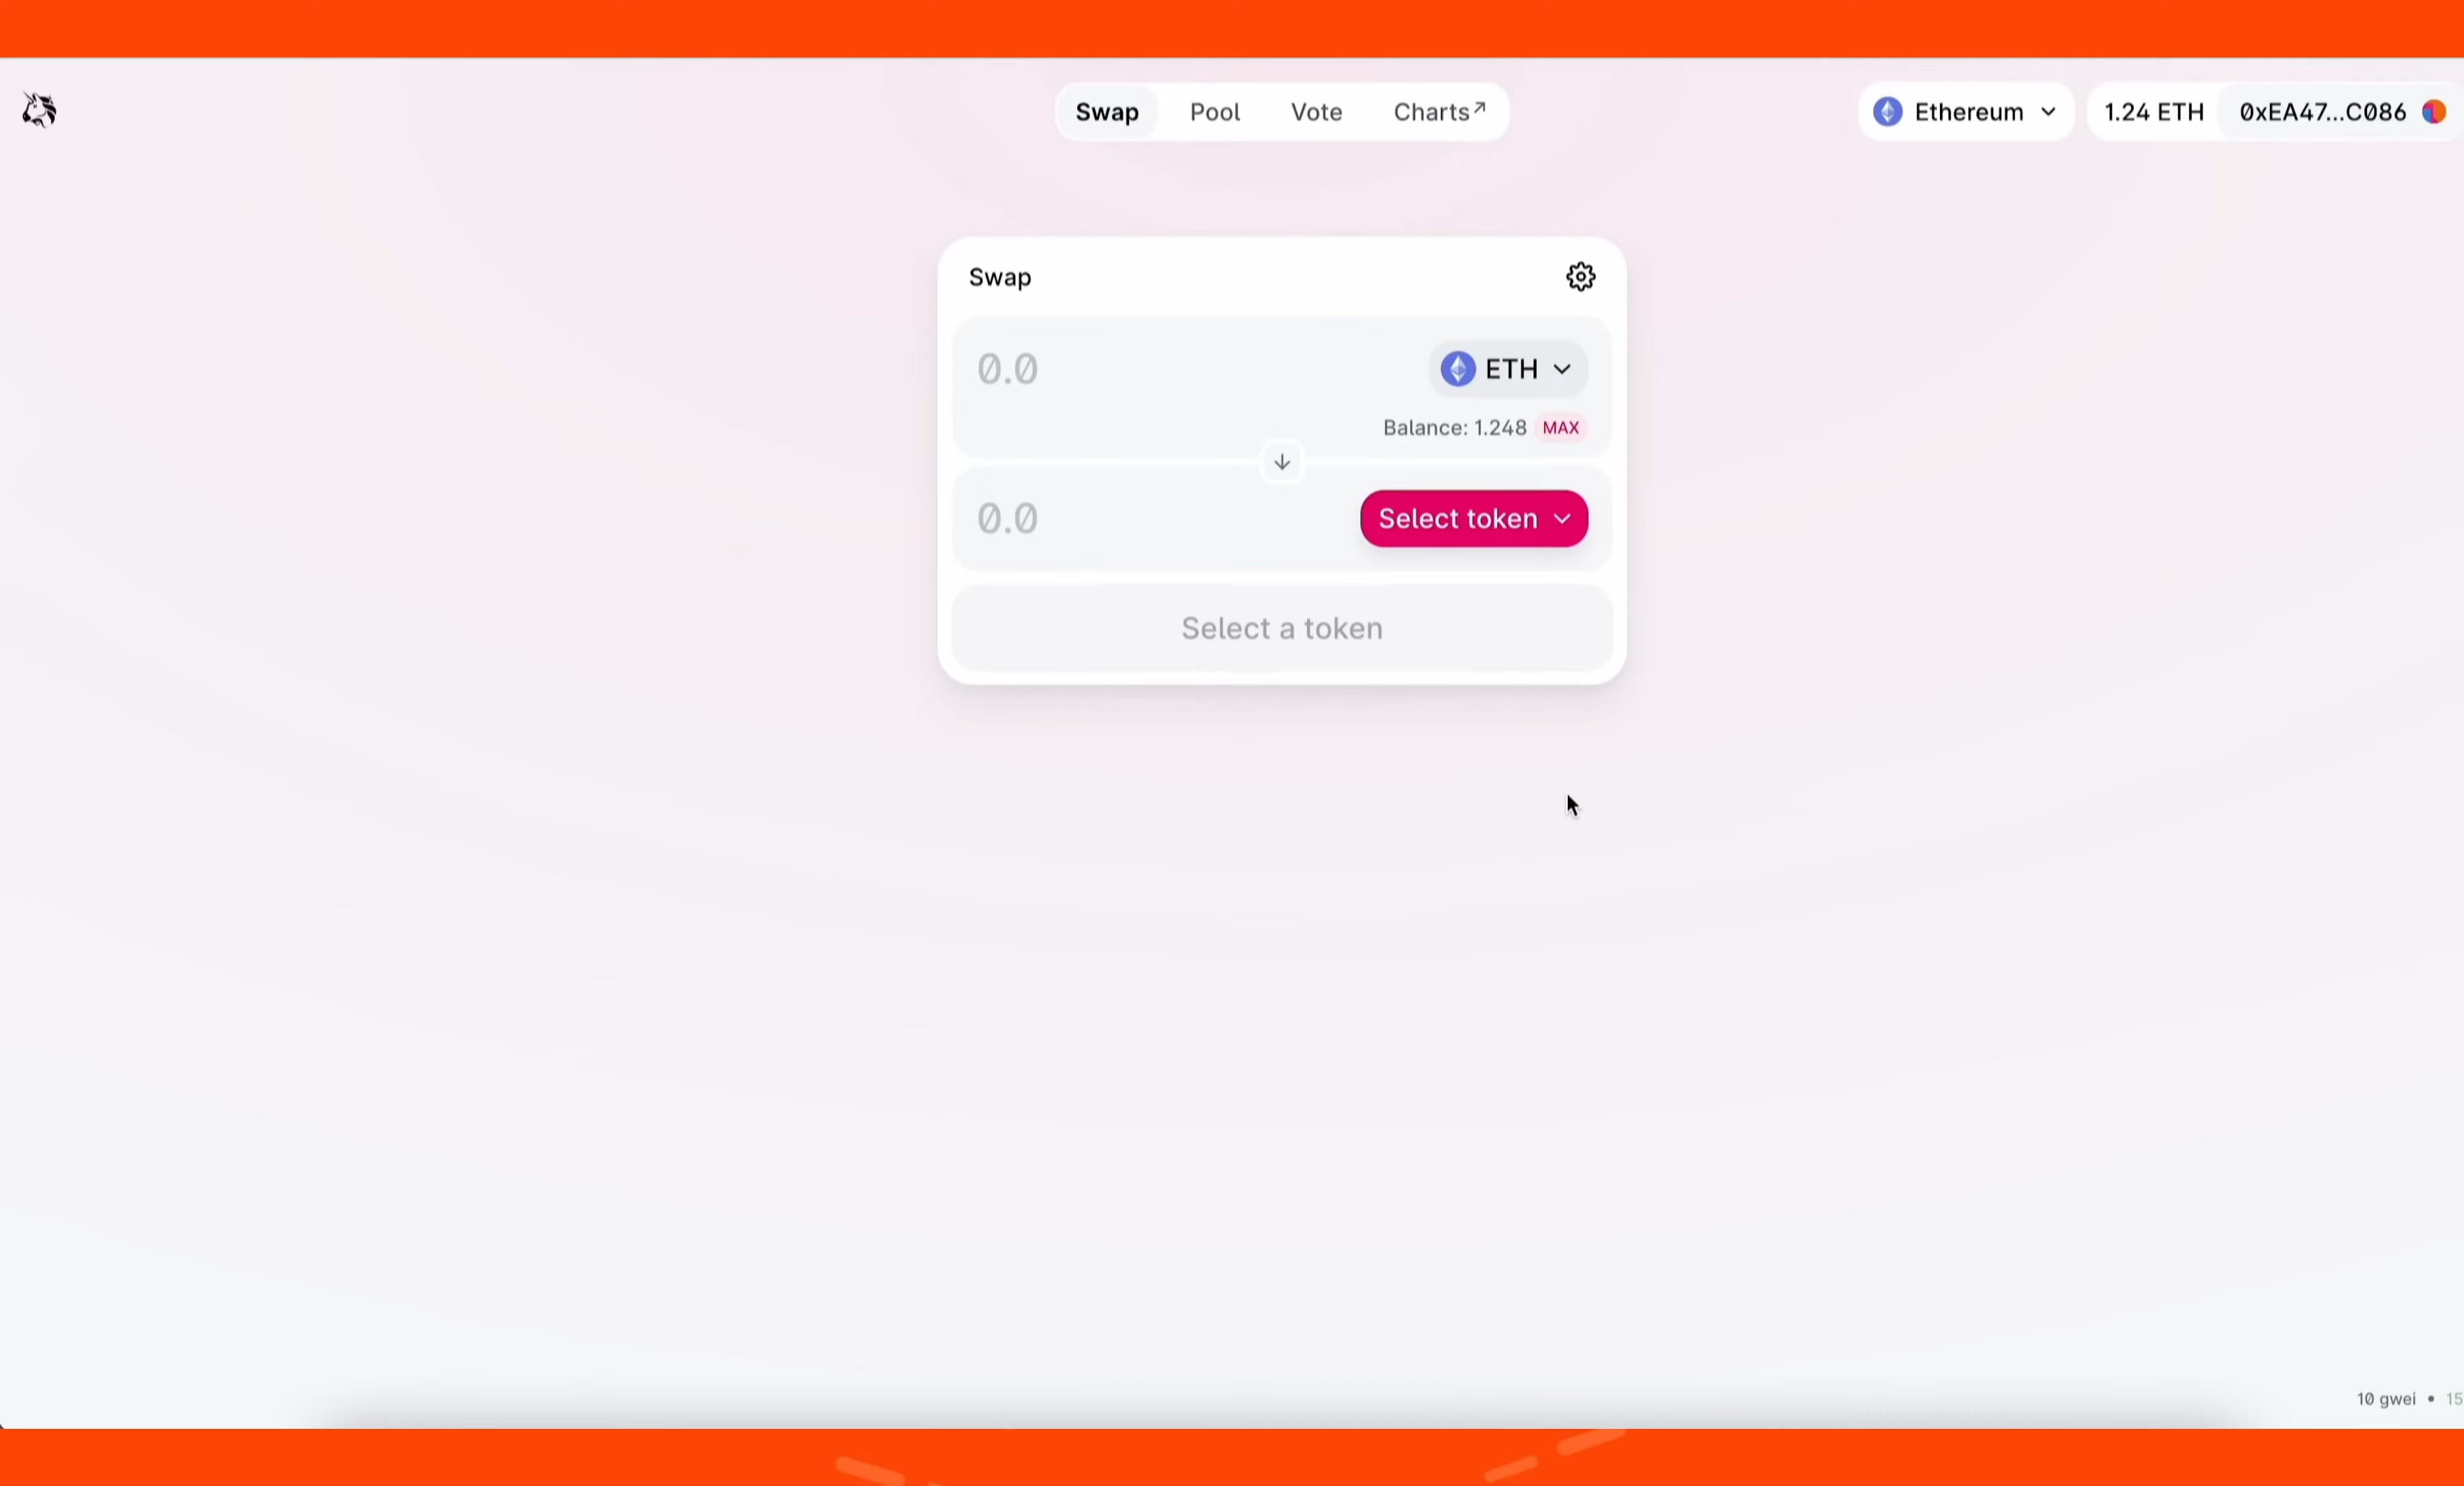 Swap Pool Vote Charts↗ Ethereum 1.24 ETH 0xEA47...C086
Swap
0.0 ETH
Balance: 1.248 MAX
0.0 Select token
Select a token
10 gwei • 15